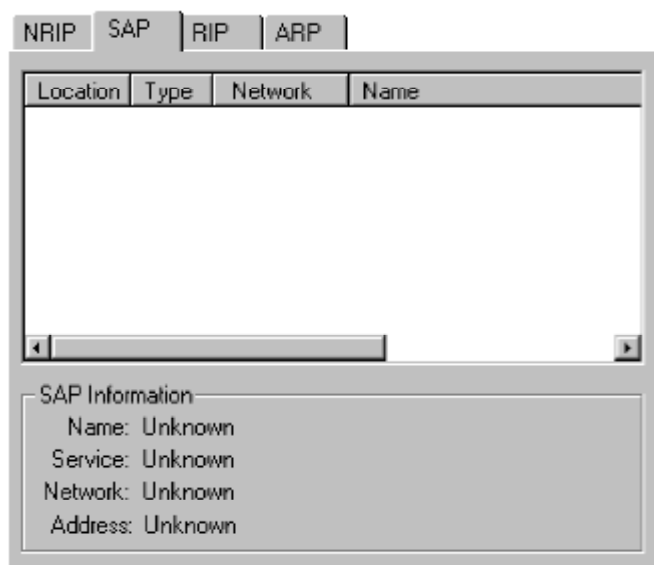 NRIP SAP RIP ARP
Location Type Network Name
SAP Information
Name: Unknown
Service: Unknown
Network: Unknown
Address: Unknown